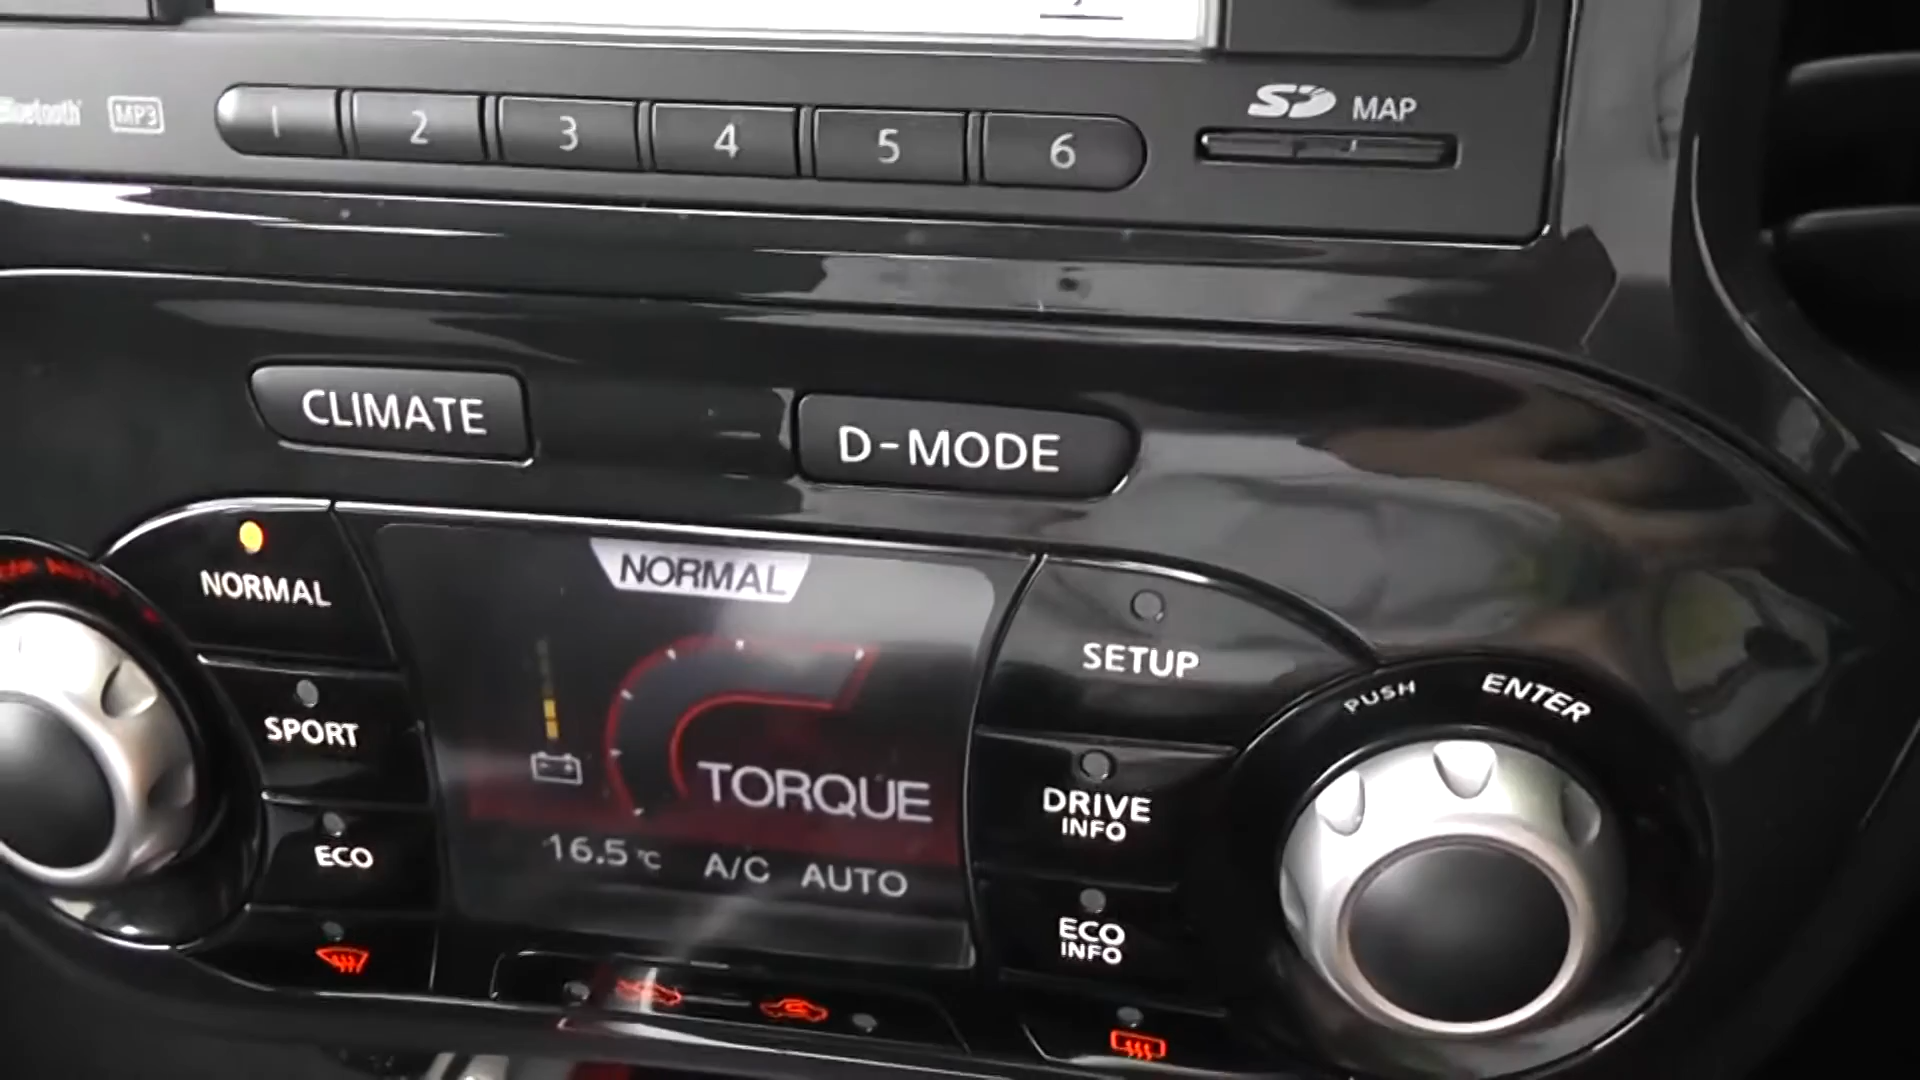 Bluetooth
MP3
1
2
3
4
5
6
SD MAP
CLIMATE
D-MODE
NORMAL
SPORT
ECO
NORMAL
TORQUE
16.5°C A/C AUTO
SETUP
DRIVE
INFO
ECO
INFO
PUSH ENTER